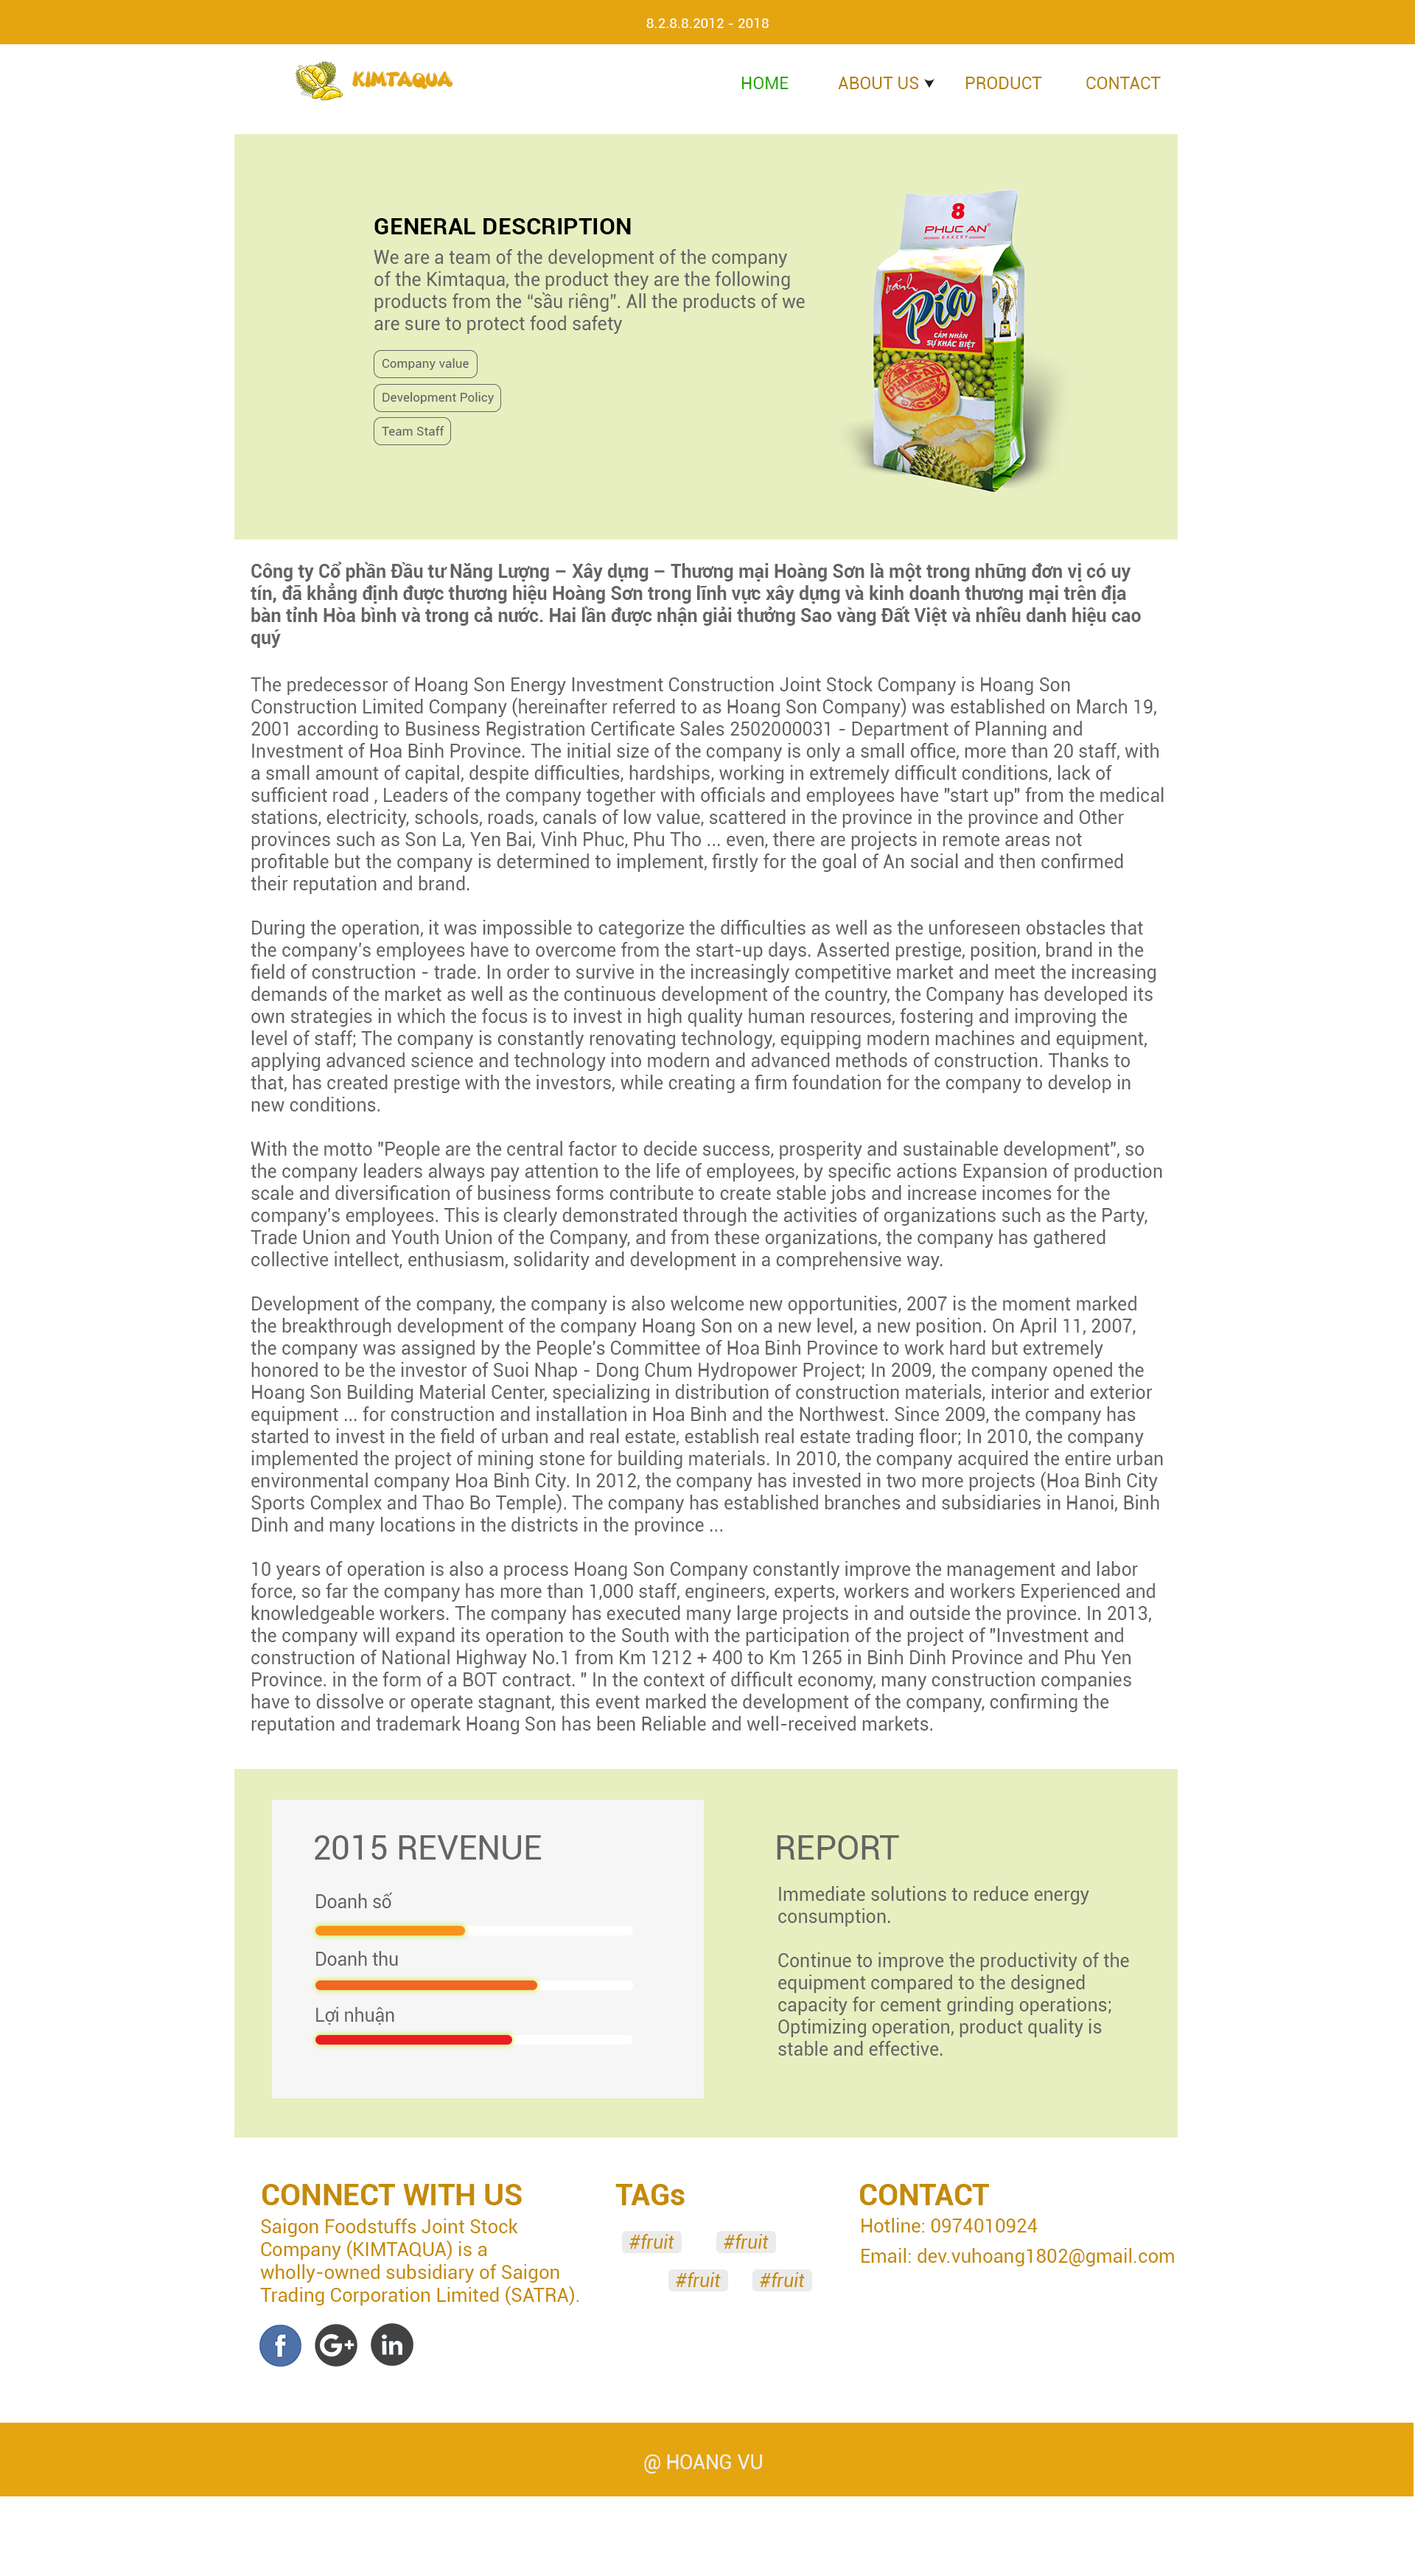 8.2.8.8.2012 - 2018
KIMTAQUA
HOME
ABOUT US
PRODUCT
CONTACT
GENERAL DESCRIPTION
We are a team of the development of the company
of the Kimtaqua, the product they are the following
products from the “sầu riêng”. All the products of we
are sure to protect food safety
Company value
Development Policy
Team Staff
8
PHUC AN®
BAKERY
bánh
Pía
CẢM NHẬN
SỰ KHÁC BIỆT
PHUC-AN
DAC-BIET
Công ty Cổ phần Đầu tư Năng Lượng – Xây dựng – Thương mại Hoàng Sơn là một trong những đơn vị có uy
tín, đã khẳng định được thương hiệu Hoàng Sơn trong lĩnh vực xây dựng và kinh doanh thương mại trên địa
bàn tỉnh Hòa bình và trong cả nước. Hai lần được nhận giải thưởng Sao vàng Đất Việt và nhiều danh hiệu cao
quý
The predecessor of Hoang Son Energy Investment Construction Joint Stock Company is Hoang Son
Construction Limited Company (hereinafter referred to as Hoang Son Company) was established on March 19,
2001 according to Business Registration Certificate Sales 2502000031 - Department of Planning and
Investment of Hoa Binh Province. The initial size of the company is only a small office, more than 20 staff, with
a small amount of capital, despite difficulties, hardships, working in extremely difficult conditions, lack of
sufficient road , Leaders of the company together with officials and employees have "start up" from the medical
stations, electricity, schools, roads, canals of low value, scattered in the province in the province and Other
provinces such as Son La, Yen Bai, Vinh Phuc, Phu Tho ... even, there are projects in remote areas not
profitable but the company is determined to implement, firstly for the goal of An social and then confirmed
their reputation and brand.
During the operation, it was impossible to categorize the difficulties as well as the unforeseen obstacles that
the company's employees have to overcome from the start-up days. Asserted prestige, position, brand in the
field of construction - trade. In order to survive in the increasingly competitive market and meet the increasing
demands of the market as well as the continuous development of the country, the Company has developed its
own strategies in which the focus is to invest in high quality human resources, fostering and improving the
level of staff; The company is constantly renovating technology, equipping modern machines and equipment,
applying advanced science and technology into modern and advanced methods of construction. Thanks to
that, has created prestige with the investors, while creating a firm foundation for the company to develop in
new conditions.
With the motto "People are the central factor to decide success, prosperity and sustainable development", so
the company leaders always pay attention to the life of employees, by specific actions Expansion of production
scale and diversification of business forms contribute to create stable jobs and increase incomes for the
company's employees. This is clearly demonstrated through the activities of organizations such as the Party,
Trade Union and Youth Union of the Company, and from these organizations, the company has gathered
collective intellect, enthusiasm, solidarity and development in a comprehensive way.
Development of the company, the company is also welcome new opportunities, 2007 is the moment marked
the breakthrough development of the company Hoang Son on a new level, a new position. On April 11, 2007,
the company was assigned by the People's Committee of Hoa Binh Province to work hard but extremely
honored to be the investor of Suoi Nhap - Dong Chum Hydropower Project; In 2009, the company opened the
Hoang Son Building Material Center, specializing in distribution of construction materials, interior and exterior
equipment ... for construction and installation in Hoa Binh and the Northwest. Since 2009, the company has
started to invest in the field of urban and real estate, establish real estate trading floor; In 2010, the company
implemented the project of mining stone for building materials. In 2010, the company acquired the entire urban
environmental company Hoa Binh City. In 2012, the company has invested in two more projects (Hoa Binh City
Sports Complex and Thao Bo Temple). The company has established branches and subsidiaries in Hanoi, Binh
Dinh and many locations in the districts in the province ...
10 years of operation is also a process Hoang Son Company constantly improve the management and labor
force, so far the company has more than 1,000 staff, engineers, experts, workers and workers Experienced and
knowledgeable workers. The company has executed many large projects in and outside the province. In 2013,
the company will expand its operation to the South with the participation of the project of "Investment and
construction of National Highway No.1 from Km 1212 + 400 to Km 1265 in Binh Dinh Province and Phu Yen
Province. in the form of a BOT contract. " In the context of difficult economy, many construction companies
have to dissolve or operate stagnant, this event marked the development of the company, confirming the
reputation and trademark Hoang Son has been Reliable and well-received markets.
2015 REVENUE
Doanh số
Doanh thu
Lợi nhuận
REPORT
Immediate solutions to reduce energy
consumption.
Continue to improve the productivity of the
equipment compared to the designed
capacity for cement grinding operations;
Optimizing operation, product quality is
stable and effective.
CONNECT WITH US
Saigon Foodstuffs Joint Stock
Company (KIMTAQUA) is a
wholly-owned subsidiary of Saigon
Trading Corporation Limited (SATRA).
f
G+
in
TAGs
#fruit
#fruit
#fruit
#fruit
CONTACT
Hotline: 0974010924
Email: dev.vuhoang1802@gmail.com
@ HOANG VU